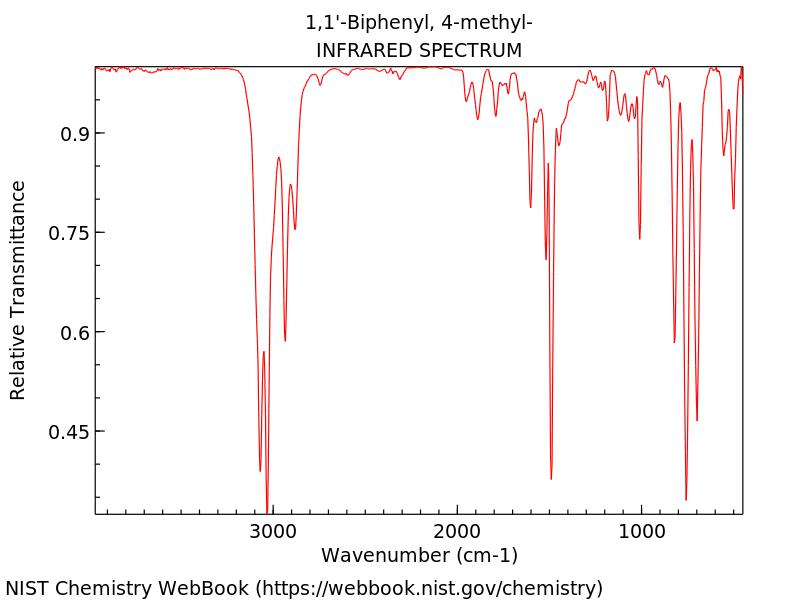 1,1'-Biphenyl, 4-methyl-
INFRARED SPECTRUM
Relative Transmittance
0.9
0.75
0.6
0.45
3000 2000 1000
Wavenumber (cm-1)
NIST Chemistry WebBook (https://webbook.nist.gov/chemistry)